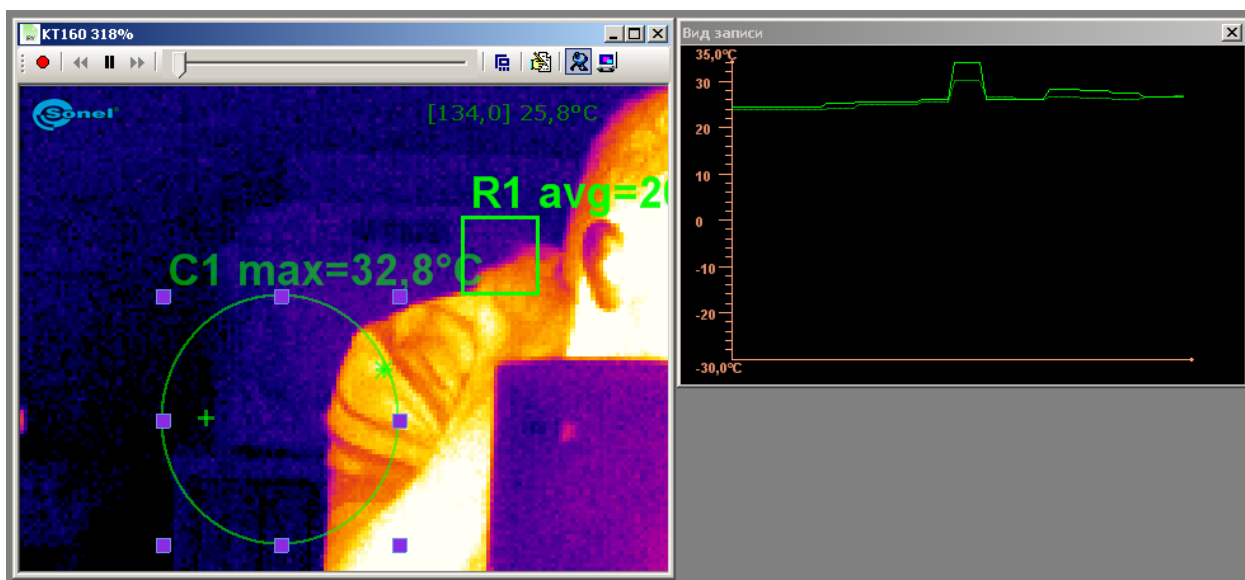 KT160 318%
Sonel
[134,0] 25,8ºC
R1 avg=2
C1 max=32,8°C
Вид записи
35,0°C
30
20
10
0
-10
-20
-30,0°C